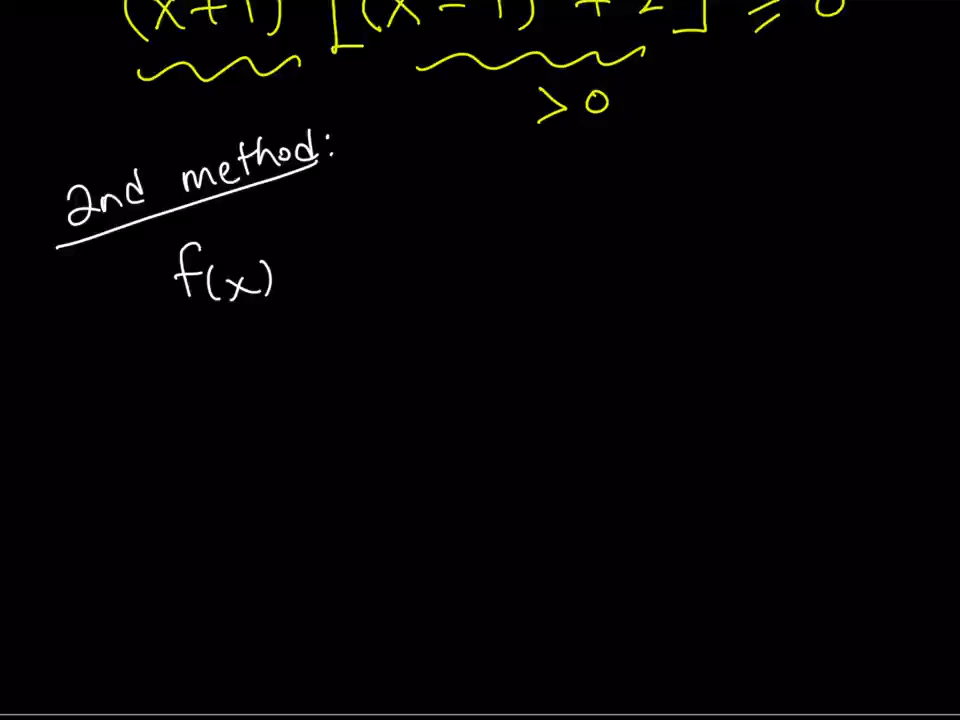 (x+1) [(x-1) + 2] ≥ 0
> 0
2nd method:
f(x)